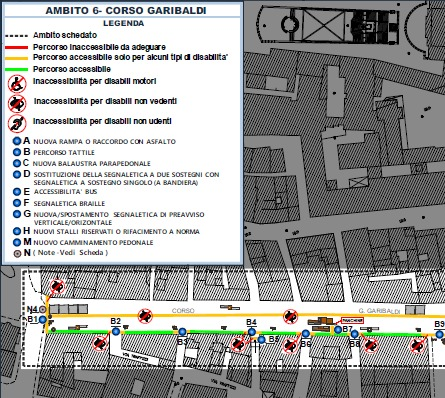 AMBITO 6- CORSO GARIBALDI
LEGENDA
Ambito schedato
Percorso inaccessibile da adeguare
Percorso accessibile solo per alcuni tipi di disabilita'
Percorso accessibile
Inaccessibilità per disabili motori
Inaccessibilità per disabili non vedenti
Inaccessibilità per disabili non udenti
A NUOVA RAMPA O RACCORDO CON ASFALTO
B PERCORSO TATTILE
C NUOVA BALAUSTRA PARAPEDONALE
D SOSTITUZIONE DELLA SEGNALETICA A DUE SOSTEGNI CON
SEGNALETICA A SOSTEGNO SINGOLO (A BANDIERA)
E ACCESSIBILITA' BUS
F SEGNALETICA BRAILLE
G NUOVA/SPOSTAMENTO SEGNALETICA DI PREAVVISO
VERTICALE/ORIZONTALE
H NUOVI STALLI RISERVATI O RIFACIMENTO A NORMA
M NUOVO CAMMINAMENTO PEDONALE
N ( Note -Vedi Scheda )
N4
B1
CORSO
G. GARIBALDI
B2
B3
B4
B5
B6
B7
B8
B9